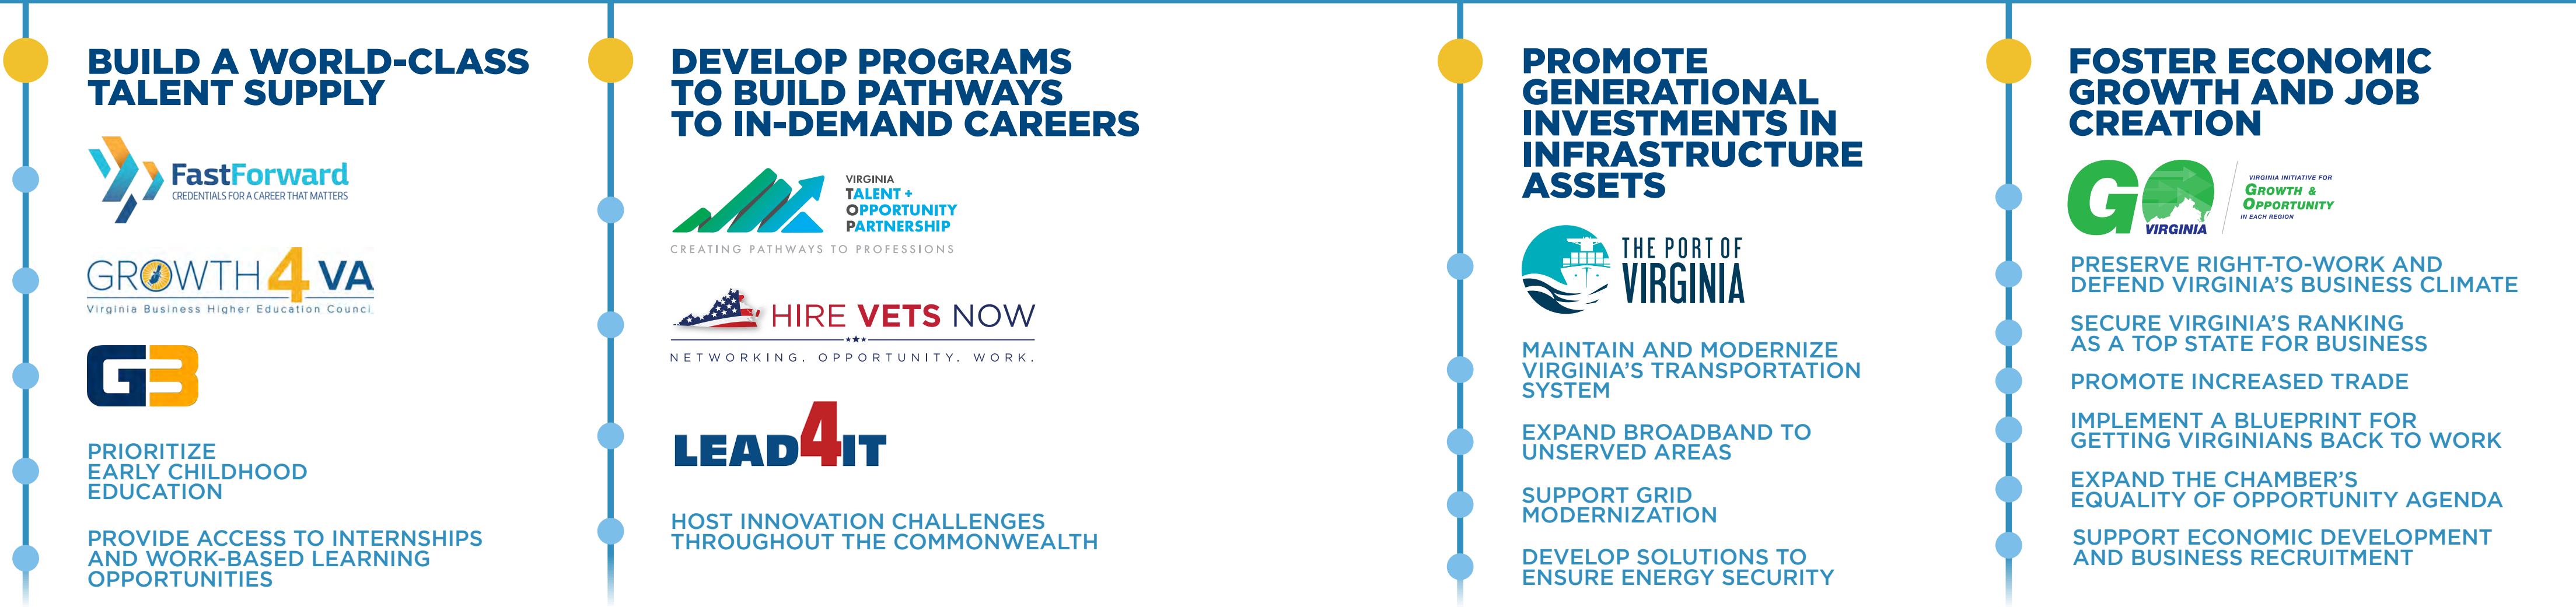 BUILD A WORLD-CLASS
TALENT SUPPLY
FastForward
CREDENTIALS FOR A CAREER THAT MATTERS
GROWTH4VA
Virginia Business Higher Education Counci
G3
PRIORITIZE
EARLY CHILDHOOD
EDUCATION
PROVIDE ACCESS TO INTERNSHIPS
AND WORK-BASED LEARNING
OPPORTUNITIES
DEVELOP PROGRAMS
TO BUILD PATHWAYS
TO IN-DEMAND CAREERS
VIRGINIA
TALENT +
OPPORTUNITY
PARTNERSHIP
CREATING PATHWAYS TO PROFESSIONS
HIRE VETS NOW
NETWORKING. OPPORTUNITY. WORK.
LEAD4IT
HOST INNOVATION CHALLENGES
THROUGHOUT THE COMMONWEALTH
PROMOTE
GENERATIONAL
INVESTMENTS IN
INFRASTRUCTURE
ASSETS
THE PORT OF
VIRGINIA
MAINTAIN AND MODERNIZE
VIRGINIA'S TRANSPORTATION
SYSTEM
EXPAND BROADBAND TO
UNSERVED AREAS
SUPPORT GRID
MODERNIZATION
DEVELOP SOLUTIONS TO
ENSURE ENERGY SECURITY
FOSTER ECONOMIC
GROWTH AND JOB
CREATION
GO
VIRGINIA
VIRGINIA INITIATIVE FOR
GROWTH &
OPPORTUNITY
IN EACH REGION
PRESERVE RIGHT-TO-WORK AND
DEFEND VIRGINIA'S BUSINESS CLIMATE
SECURE VIRGINIA'S RANKING
AS A TOP STATE FOR BUSINESS
PROMOTE INCREASED TRADE
IMPLEMENT A BLUEPRINT FOR
GETTING VIRGINIANS BACK TO WORK
EXPAND THE CHAMBER'S
EQUALITY OF OPPORTUNITY AGENDA
SUPPORT ECONOMIC DEVELOPMENT
AND BUSINESS RECRUITMENT